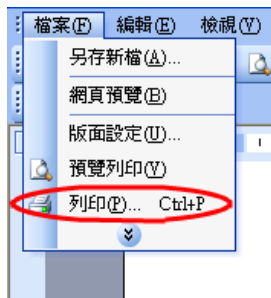 檔案(F) 編輯(E) 檢視(V)
另存新檔(A)...
網頁預覽(B)
版面設定(U)...
預覽列印(V)
列印(P)... Ctrl+P